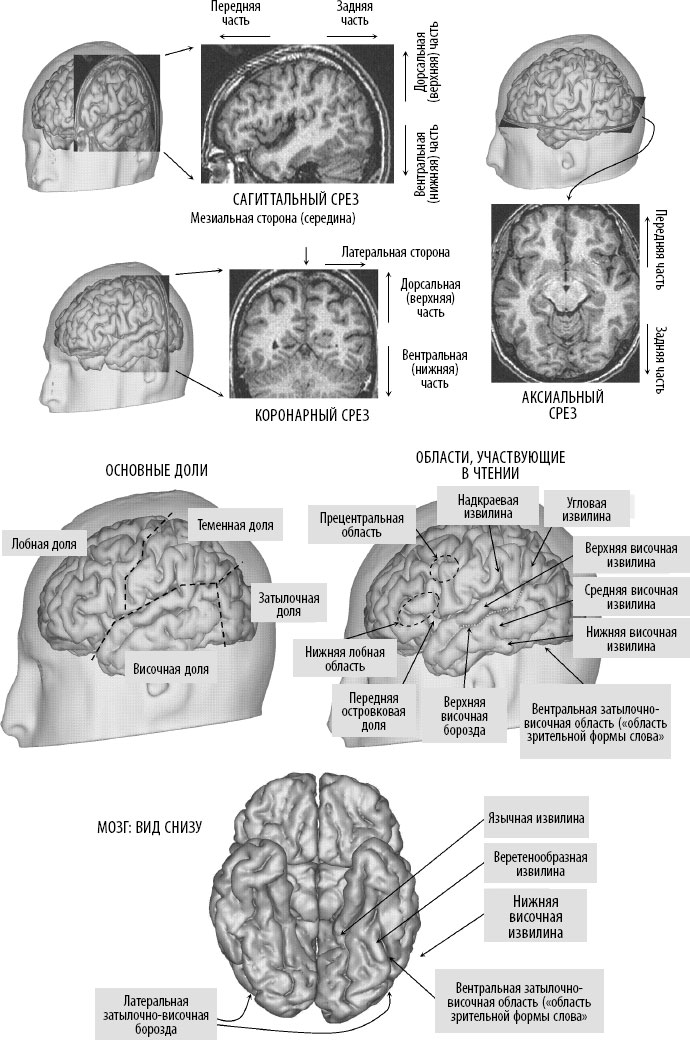 Передняя
часть
Задняя
часть
Дорсальная
(верхняя) часть
Вентральная
(нижняя) часть
САГИТТАЛЬНЫЙ СРЕЗ
Мезиальная сторона (середина)
Латеральная сторона
Дорсальная
(верхняя)
часть
Вентральная
(нижняя)
часть
КОРОНАРНЫЙ СРЕЗ
Передняя часть
Задняя часть
АКСИАЛЬНЫЙ
СРЕЗ
ОСНОВНЫЕ ДОЛИ
Лобная доля
Теменная доля
Затылочная
доля
Височная доля
ОБЛАСТИ, УЧАСТВУЮЩИЕ
В ЧТЕНИИ
Прецентральная
область
Надкраевая
извилина
Угловая
извилина
Верхняя височная
извилина
Средняя височная
извилина
Нижняя височная
извилина
Нижняя лобная
область
Передняя
островковая
доля
Верхняя
височная
борозда
Вентральная затылочно-
височная область («область
зрительной формы слова»
МОЗГ: ВИД СНИЗУ
Язычная извилина
Веретенообразная
извилина
Нижняя
височная
извилина
Вентральная затылочно-
височная область («область
зрительной формы слова»
Латеральная
затылочно-височная
борозда